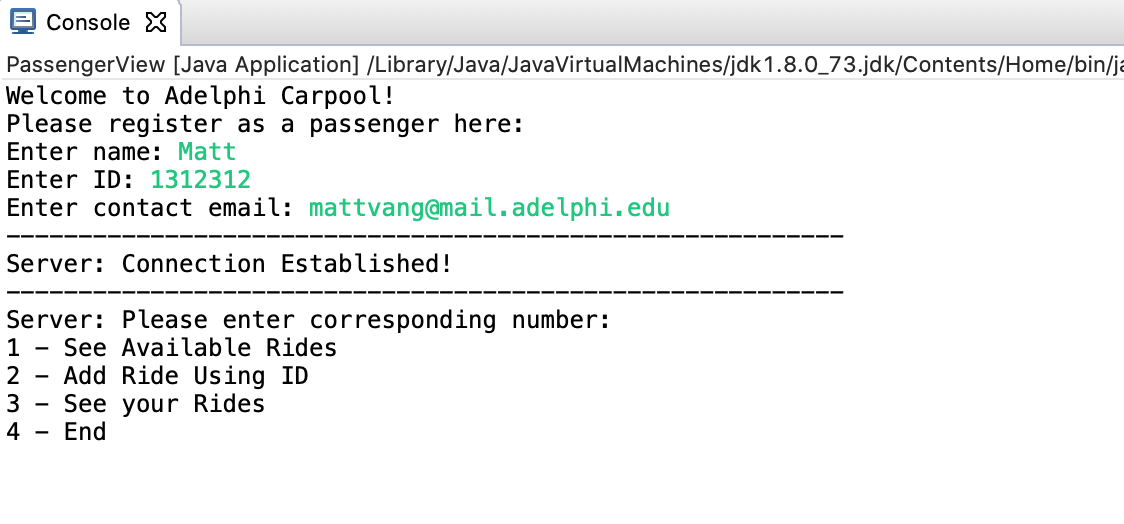 Console
PassengerView [Java Application] /Library/Java/JavaVirtualMachines/jdk1.8.0_73.jdk/Contents/Home/bin/ja
Welcome to Adelphi Carpool!
Please register as a passenger here:
Enter name: Matt
Enter ID: 1312312
Enter contact email: mattvang@mail.adelphi.edu
----------------------------------------------------------
Server: Connection Established!
----------------------------------------------------------
Server: Please enter corresponding number:
1 - See Available Rides
2 - Add Ride Using ID
3 - See your Rides
4 - End